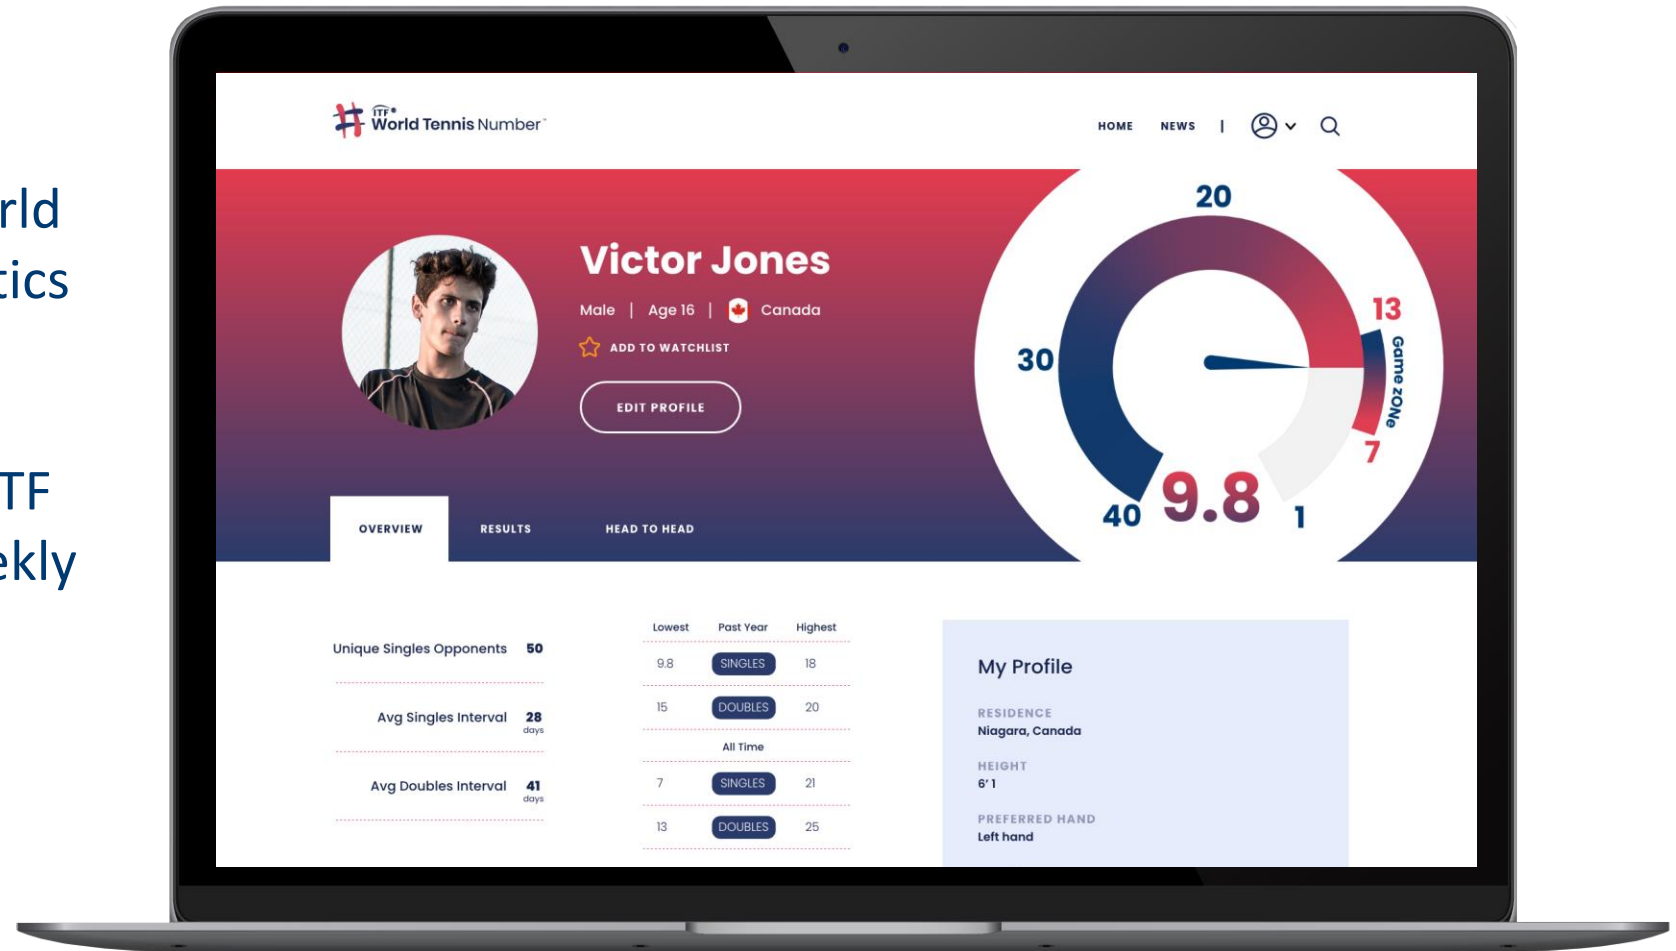 rld
tics
TF
ekly
ITF
World Tennis Number
HOME NEWS |
Victor Jones
Male | Age 16 | Canada
ADD TO WATCHLIST
EDIT PROFILE
OVERVIEW RESULTS HEAD TO HEAD
20
13
30
Game zONe
7
40 9.8 1
Unique Singles Opponents 50
Avg Singles Interval 28
days
Avg Doubles Interval 41
days
Lowest Past Year Highest
9.8 SINGLES 18
15 DOUBLES 20
All Time
7 SINGLES 21
13 DOUBLES 25
My Profile
RESIDENCE
Niagara, Canada
HEIGHT
6' 1
PREFERRED HAND
Left hand